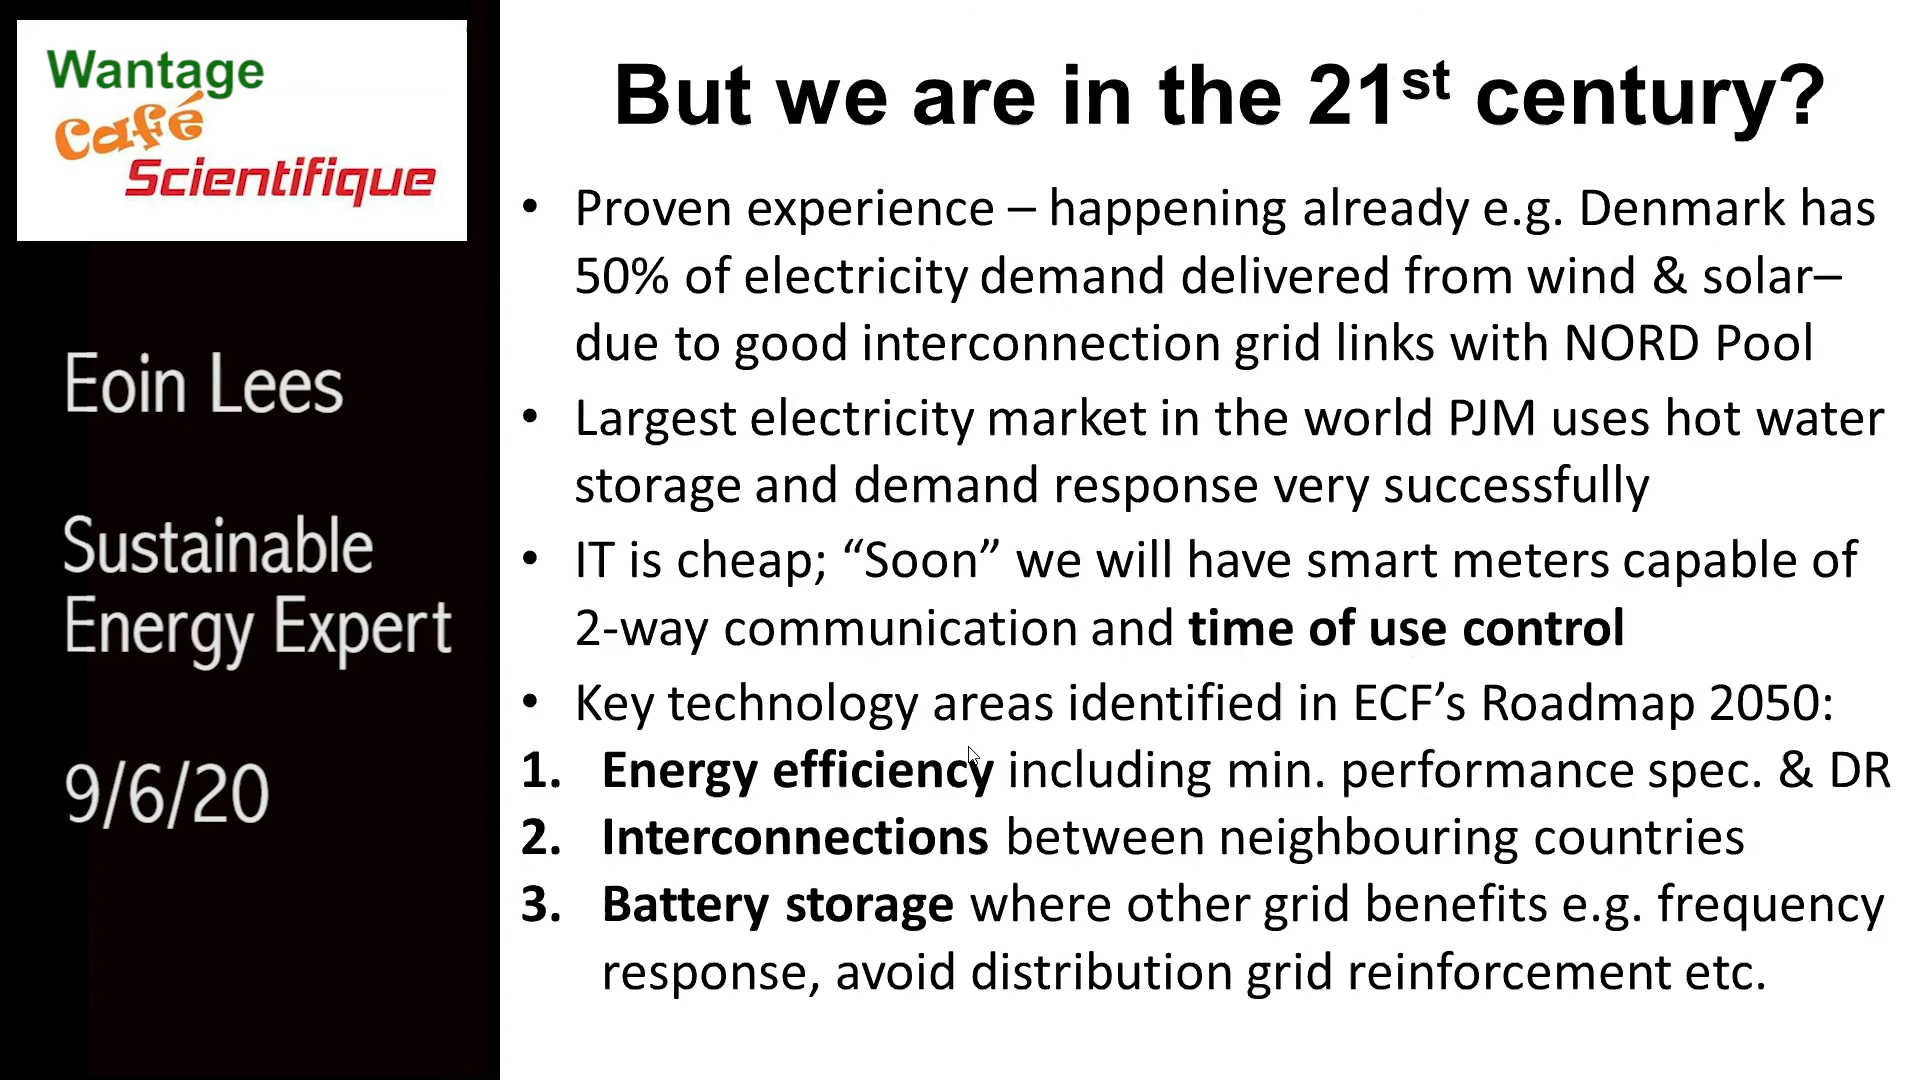 Wantage
Café
Scientifique
Eoin Lees
Sustainable
Energy Expert
9/6/20
But we are in the 21st century?
• Proven experience – happening already e.g. Denmark has
50% of electricity demand delivered from wind & solar–
due to good interconnection grid links with NORD Pool
• Largest electricity market in the world PJM uses hot water
storage and demand response very successfully
• IT is cheap; “Soon” we will have smart meters capable of
2-way communication and time of use control
• Key technology areas identified in ECF’s Roadmap 2050:
1. Energy efficiency including min. performance spec. & DR
2. Interconnections between neighbouring countries
3. Battery storage where other grid benefits e.g. frequency
response, avoid distribution grid reinforcement etc.